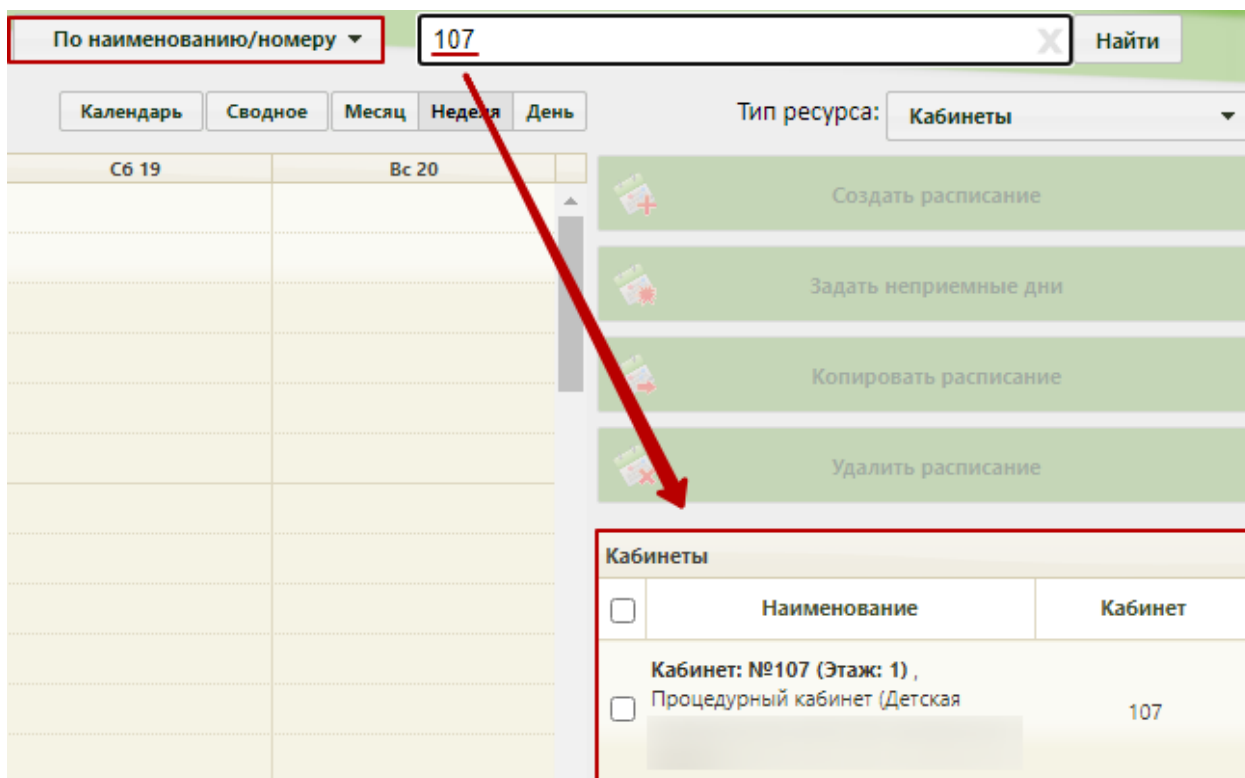 По наименованию/номеру 107 Найти
Календарь Сводное Месяц Неделя День Тип ресурса: Кабинеты
Сб 19 Вс 20
Создать расписание
Задать неприемные дни
Копировать расписание
Удалить расписание
Кабинеты
Наименование Кабинет
Кабинет: №107 (Этаж: 1) ,
Процедурный кабинет (Детская
107